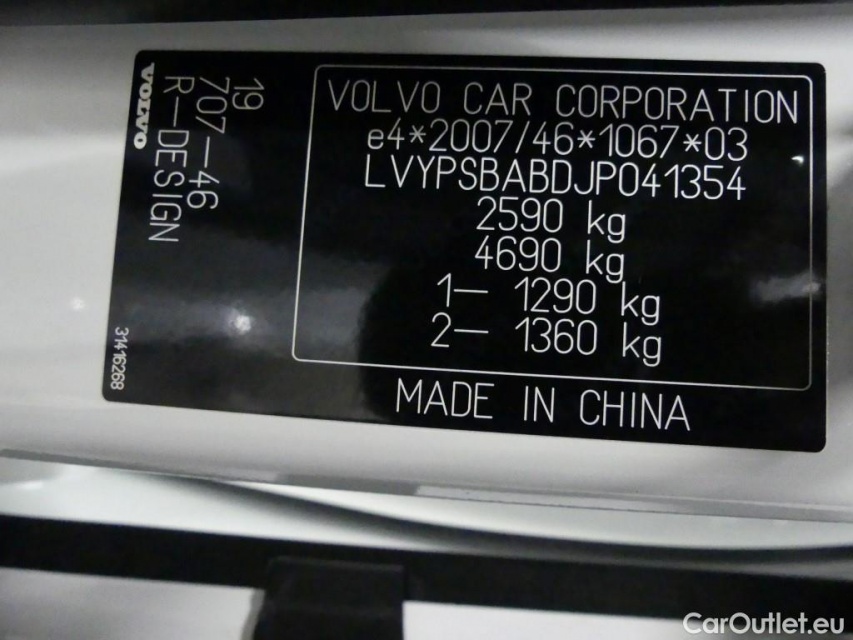 VOLVO
19
707-46
R-DESIGN
31416268
VOLVO CAR CORPORATION
e4*2007/46*1067*03
LVYPSBABDJP041354
2590 kg
4690 kg
1- 1290 kg
2- 1360 kg
MADE IN CHINA
CarOutlet.eu